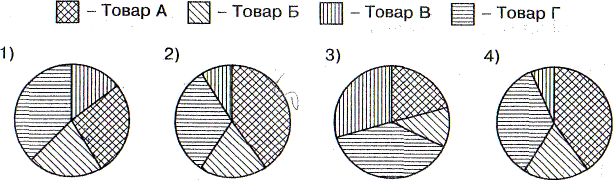 – Товар А – Товар Б – Товар В – Товар Г
1) 2) 3) 4)